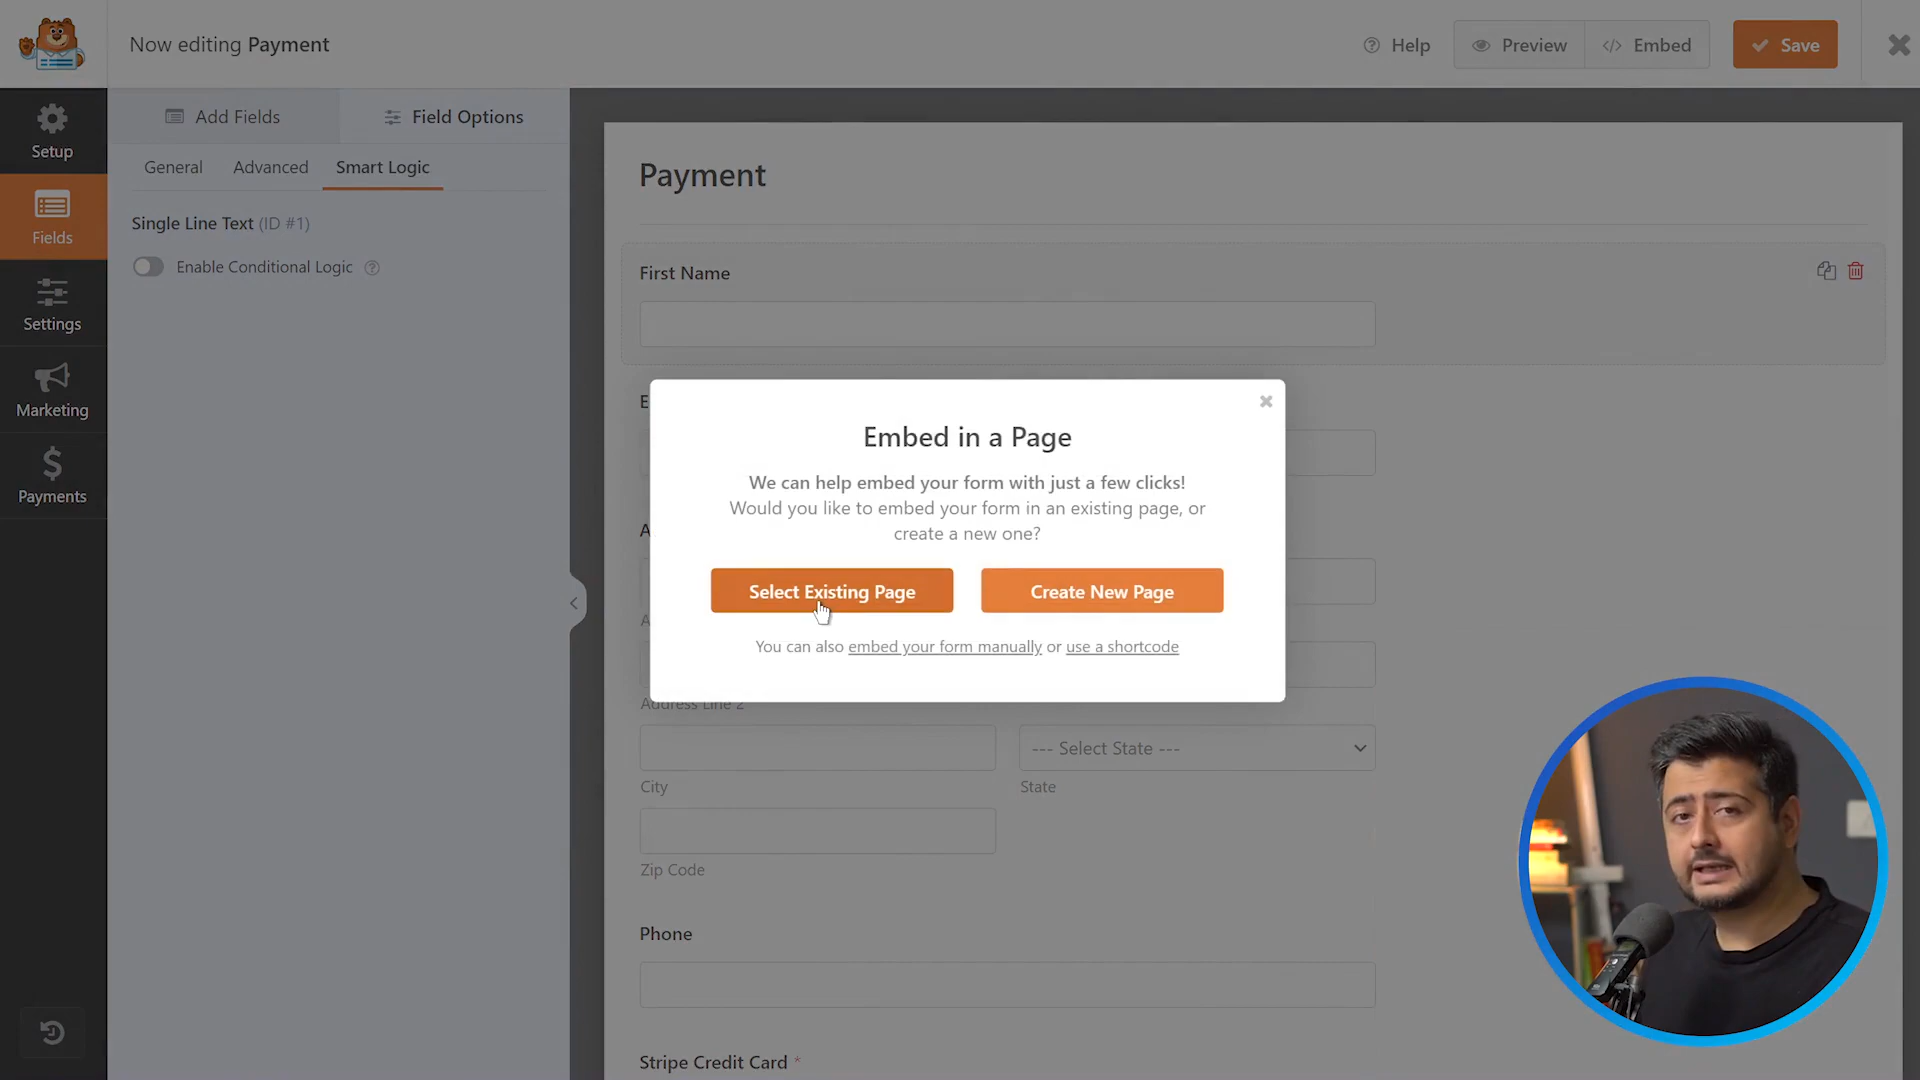 Now editing Payment
Help
Preview
Embed
Save
Setup
Fields
Settings
Marketing
Payments
Add Fields
Field Options
General
Advanced
Smart Logic
Single Line Text (ID #1)
Enable Conditional Logic
Payment
First Name
E
A
A
Embed in a Page
We can help embed your form with just a few clicks!
Would you like to embed your form in an existing page, or
create a new one?
Select Existing Page
Create New Page
You can also embed your form manually or use a shortcode
Address Line 2
--- Select State ---
City
State
Zip Code
Phone
Stripe Credit Card *